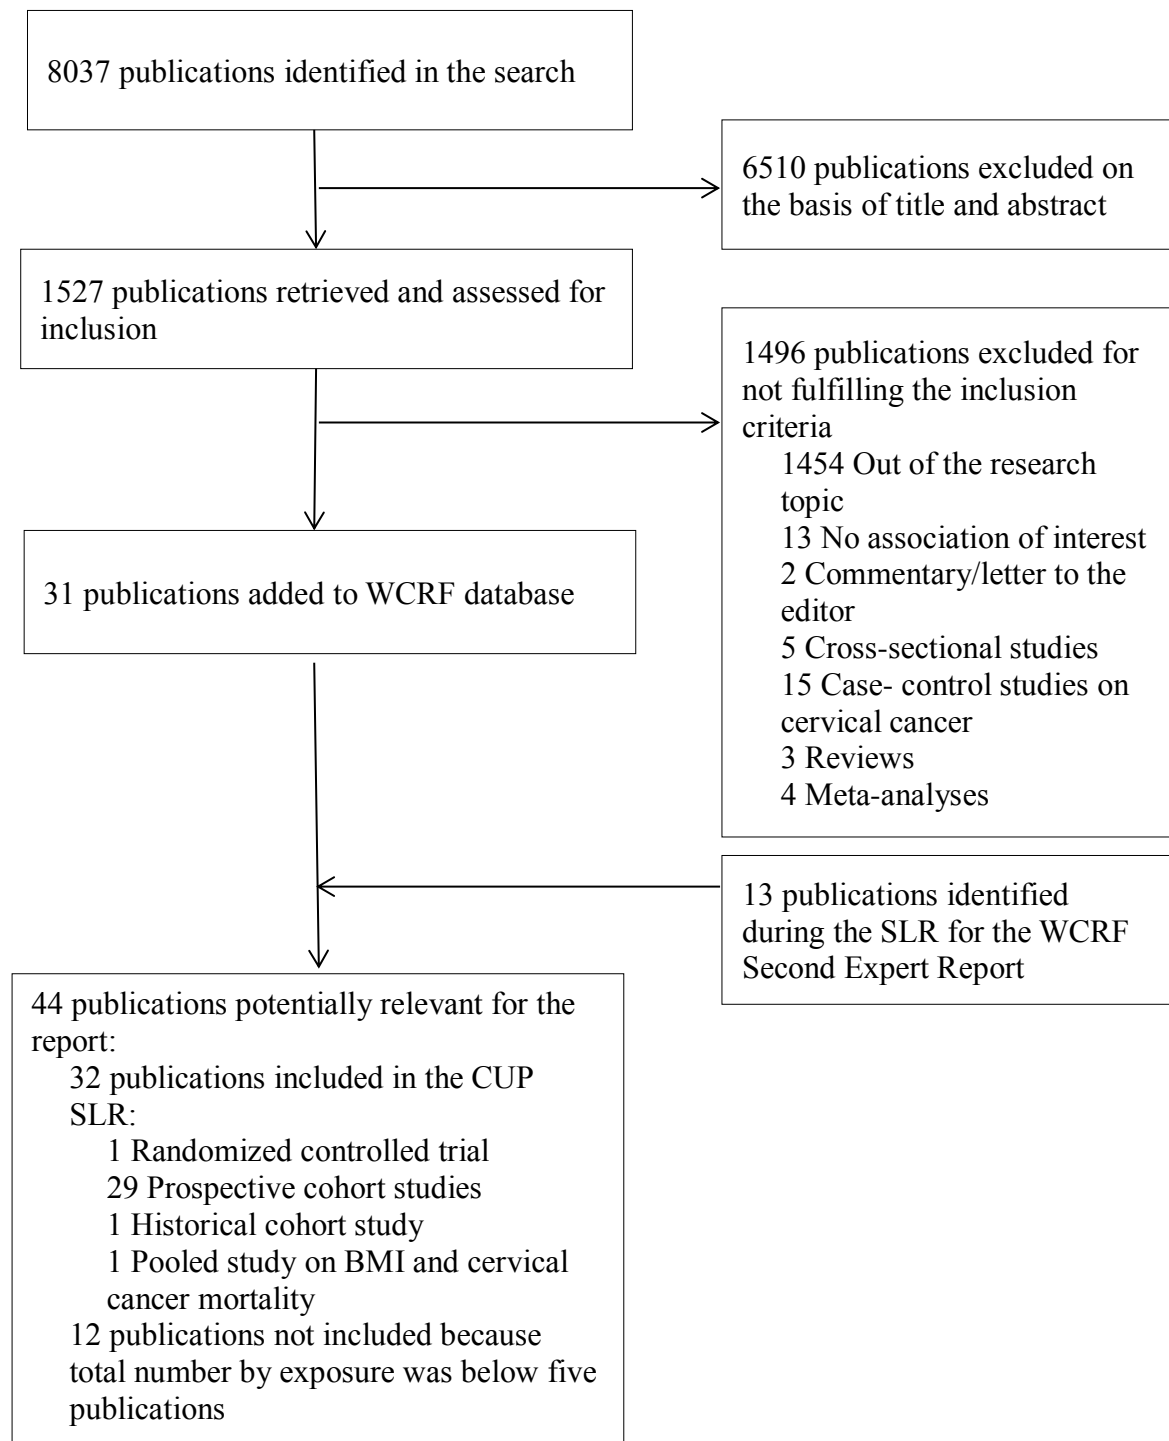 8037 publications identified in the search
6510 publications excluded on
the basis of title and abstract
1527 publications retrieved and assessed for
inclusion
1496 publications excluded for
not fulfilling the inclusion
criteria
1454 Out of the research
topic
13 No association of interest
2 Commentary/letter to the
editor
5 Cross-sectional studies
15 Case- control studies on
cervical cancer
3 Reviews
4 Meta-analyses
31 publications added to WCRF database
13 publications identified
during the SLR for the WCRF
Second Expert Report
44 publications potentially relevant for the
report:
32 publications included in the CUP
SLR:
1 Randomized controlled trial
29 Prospective cohort studies
1 Historical cohort study
1 Pooled study on BMI and cervical
cancer mortality
12 publications not included because
total number by exposure was below five
publications